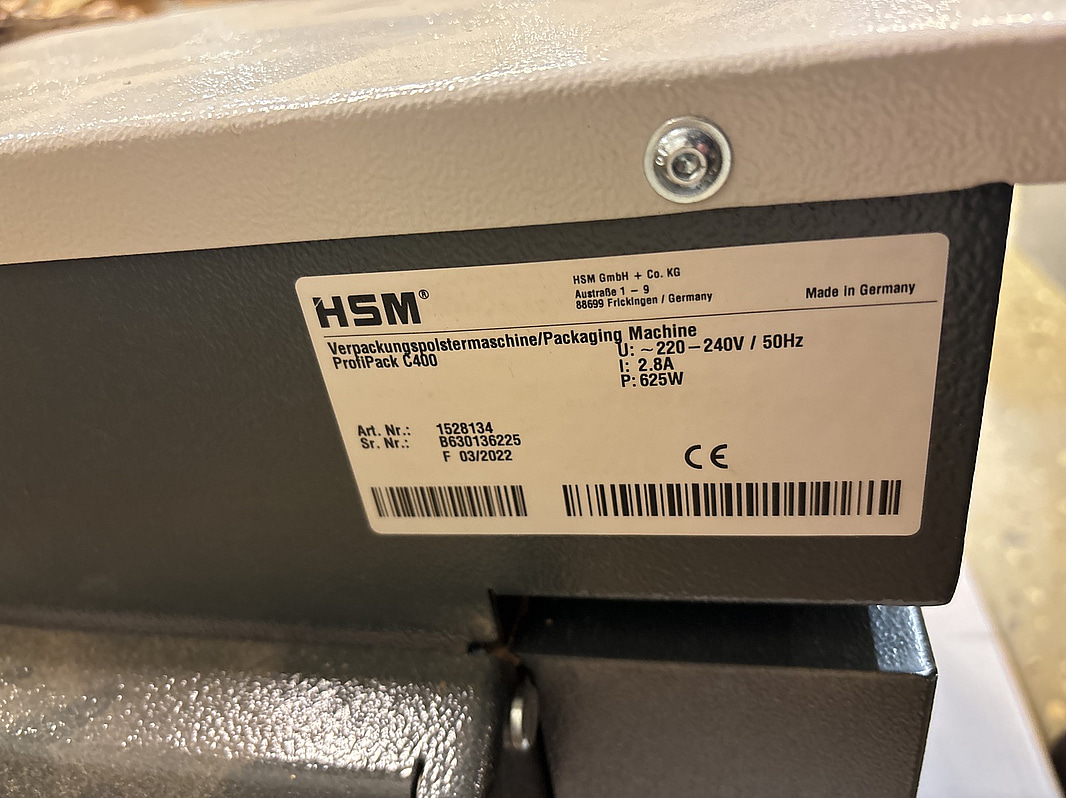 HSM®
HSM GmbH + Co. KG
Austraße 1 - 9
88699 Frickingen / Germany
Made in Germany
Verpackungspolstermaschine/Packaging Machine
ProfiPack C400
U: ~220-240V / 50Hz
I: 2.8A
P: 625W
Art. Nr.: 1528134
Sr. Nr.: B630136225
F 03/2022
CE